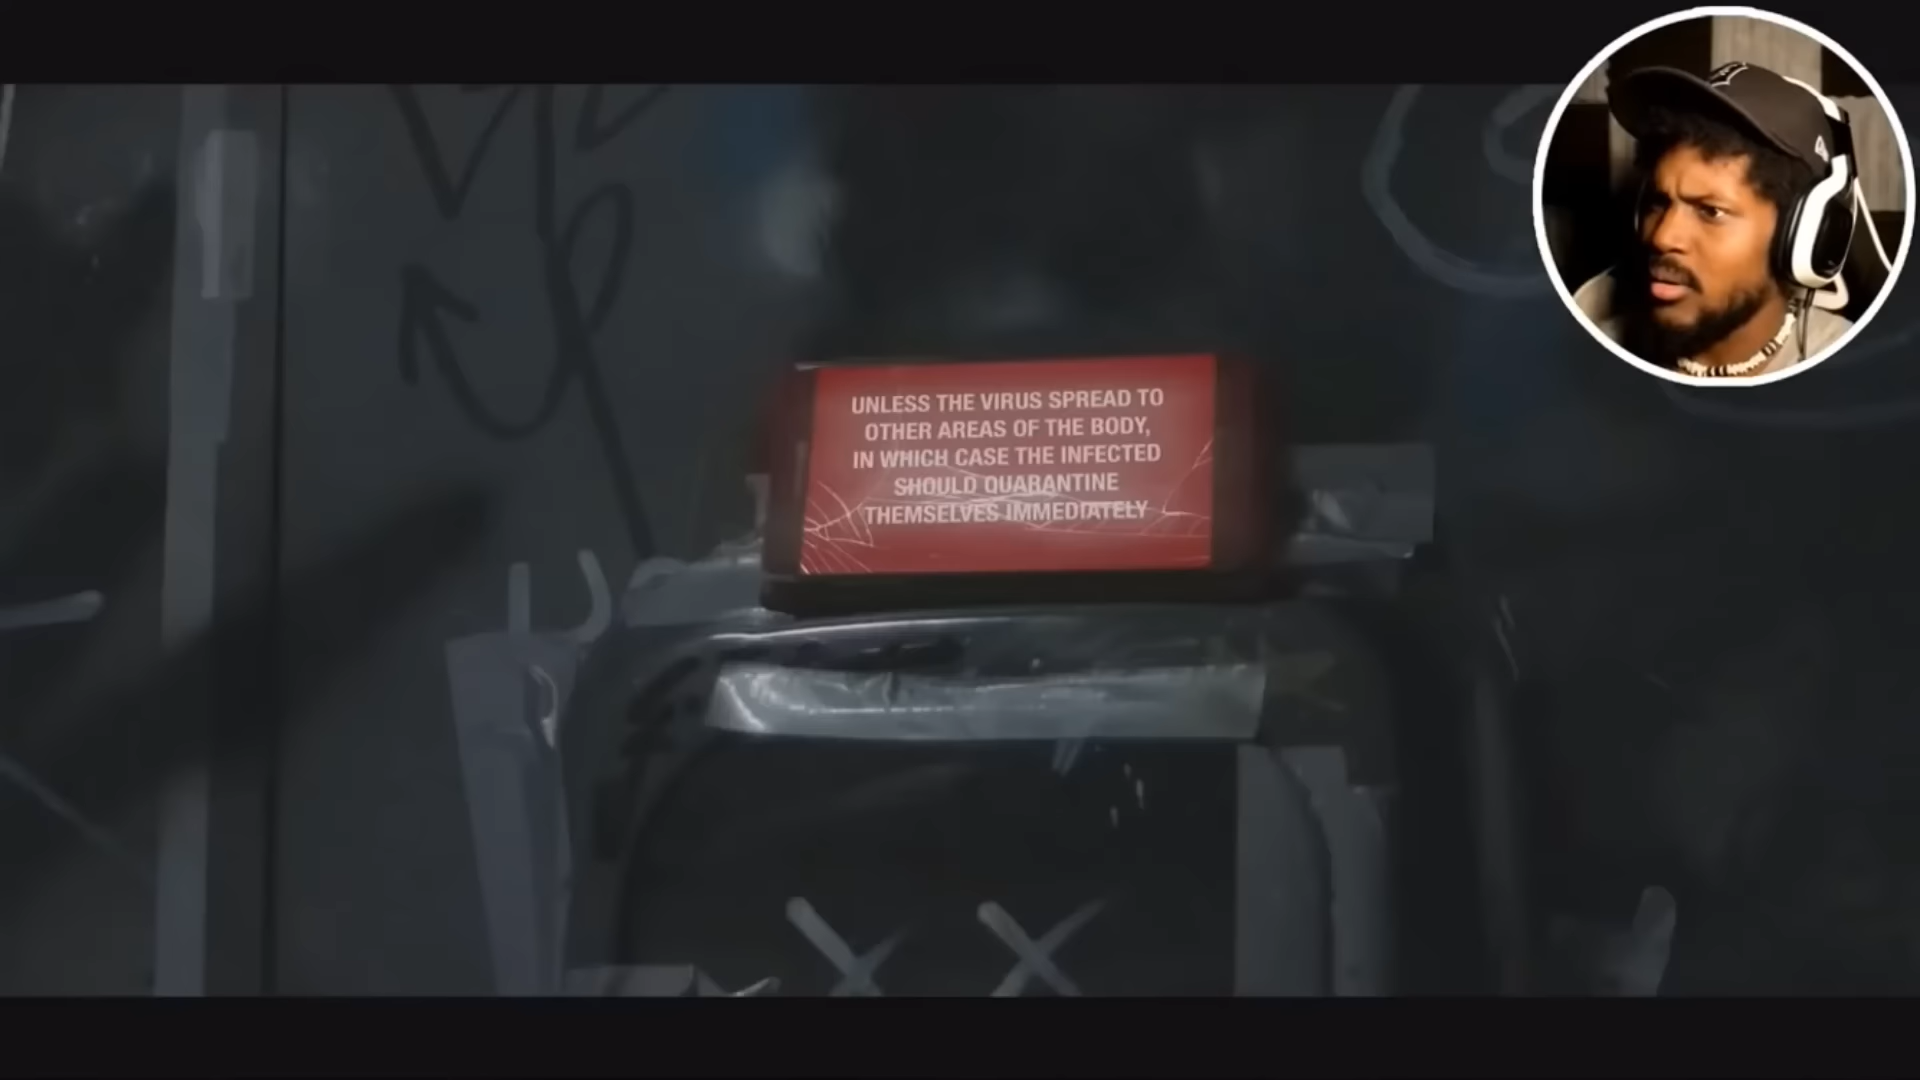 UNLESS THE VIRUS SPREAD TO
OTHER AREAS OF THE BODY,
IN WHICH CASE THE INFECTED
SHOULD QUARANTINE
THEMSELVES IMMEDIATELY